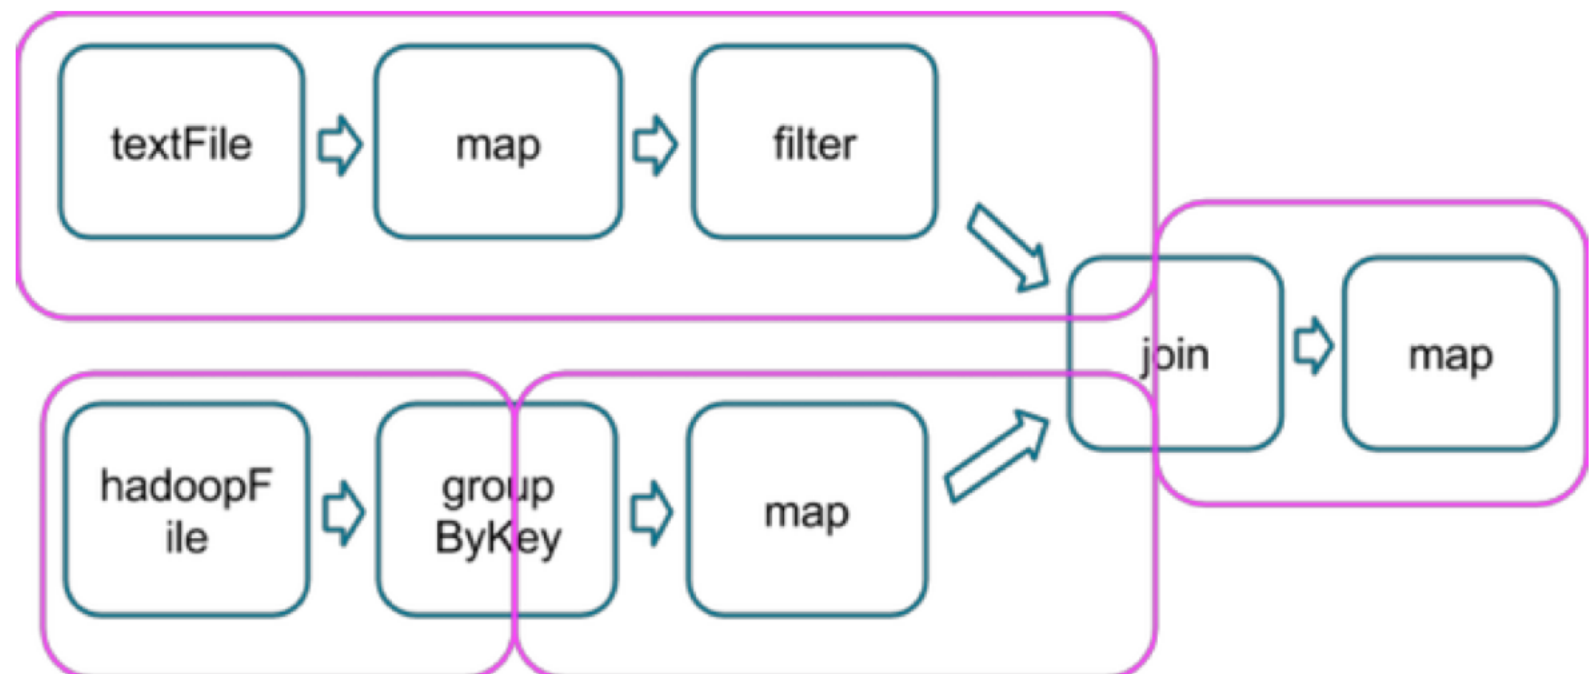 textFile
map
filter
join
map
hadoopF
ile
group
ByKey
map